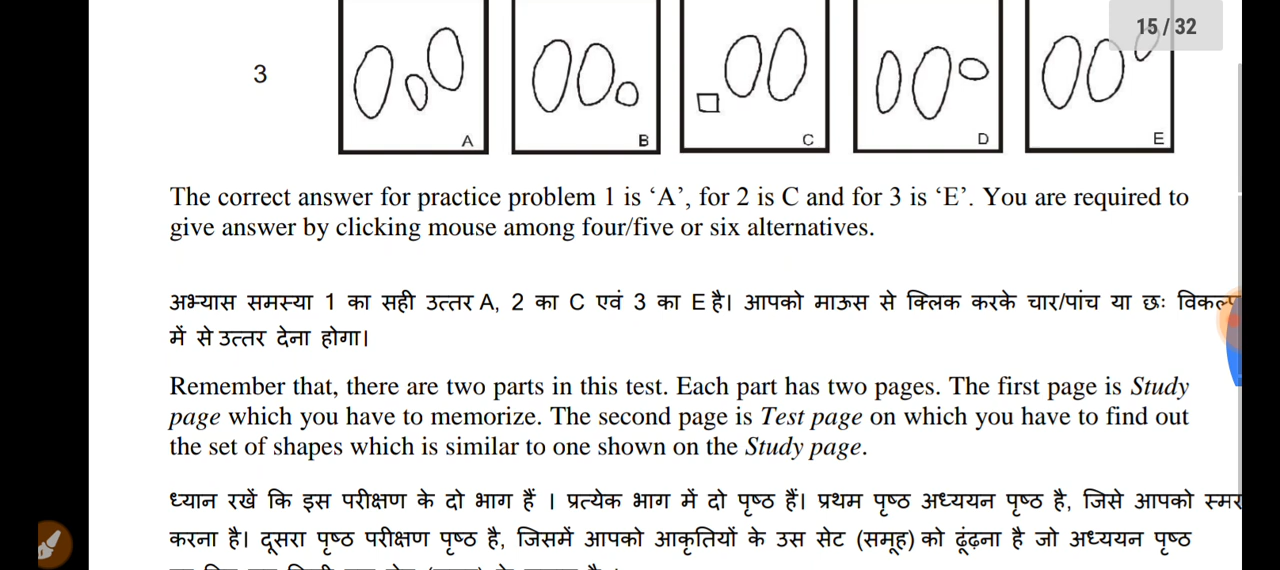 15 / 32
3
A B C D E
The correct answer for practice problem 1 is ‘A’, for 2 is C and for 3 is ‘E’. You are required to
give answer by clicking mouse among four/five or six alternatives.
अभ्यास समस्या 1 का सही उत्तर A, 2 का C एवं 3 का E है। आपको माऊस से क्लिक करके चार/पांच या छः विकल्प
में से उत्तर देना होगा।
Remember that, there are two parts in this test. Each part has two pages. The first page is Study
page which you have to memorize. The second page is Test page on which you have to find out
the set of shapes which is similar to one shown on the Study page.
ध्यान रखें कि इस परीक्षण के दो भाग हैं । प्रत्येक भाग में दो पृष्ठ हैं। प्रथम पृष्ठ अध्ययन पृष्ठ है, जिसे आपको स्मर
करना है। दूसरा पृष्ठ परीक्षण पृष्ठ है, जिसमें आपको आकृतियों के उस सेट (समूह) को ढूंढ़ना है जो अध्ययन पृष्ठ